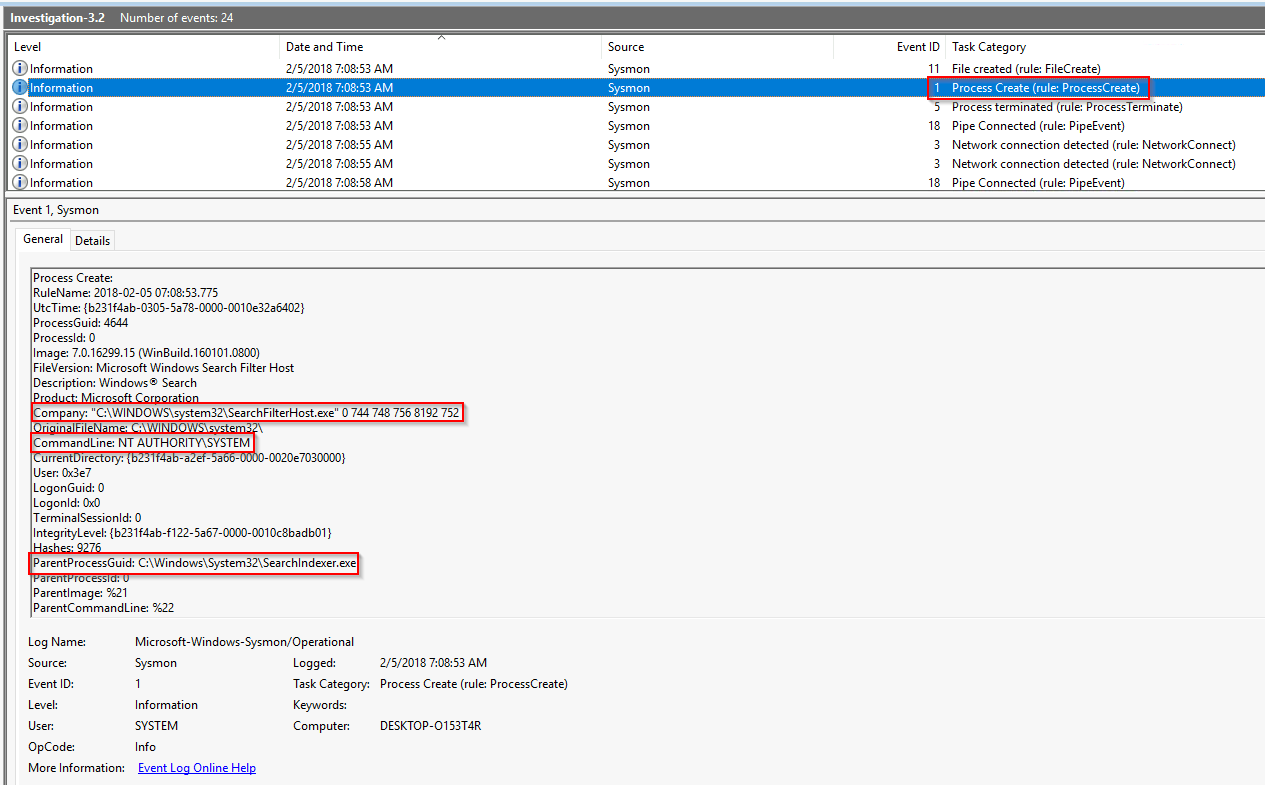 Investigation-3.2 Number of events: 24
Level Date and Time Source Event ID Task Category
Information 2/5/2018 7:08:53 AM Sysmon 11 File created (rule: FileCreate)
Information 2/5/2018 7:08:53 AM Sysmon 1 Process Create (rule: ProcessCreate)
Information 2/5/2018 7:08:53 AM Sysmon 5 Process terminated (rule: ProcessTerminate)
Information 2/5/2018 7:08:53 AM Sysmon 18 Pipe Connected (rule: PipeEvent)
Information 2/5/2018 7:08:55 AM Sysmon 3 Network connection detected (rule: NetworkConnect)
Information 2/5/2018 7:08:55 AM Sysmon 3 Network connection detected (rule: NetworkConnect)
Information 2/5/2018 7:08:58 AM Sysmon 18 Pipe Connected (rule: PipeEvent)
Event 1, Sysmon
General Details
Process Create:
RuleName: 2018-02-05 07:08:53.775
UtcTime: {b231f4ab-0305-5a78-0000-0010e32a6402}
ProcessGuid: 4644
ProcessId: 0
Image: 7.0.16299.15 (WinBuild.160101.0800)
FileVersion: Microsoft Windows Search Filter Host
Description: Windows® Search
Product: Microsoft Corporation
Company: "C:\WINDOWS\system32\SearchFilterHost.exe" 0 744 748 756 8192 752
OriginalFileName: C:\WINDOWS\system32\
CommandLine: NT AUTHORITY\SYSTEM
CurrentDirectory: {b231f4ab-a2ef-5a66-0000-0020e7030000}
User: 0x3e7
LogonGuid: 0
LogonId: 0x0
TerminalSessionId: 0
IntegrityLevel: {b231f4ab-f122-5a67-0000-0010c8badb01}
Hashes: 9276
ParentProcessGuid: C:\Windows\System32\SearchIndexer.exe
ParentProcessId: 0
ParentImage: %21
ParentCommandLine: %22
Log Name: Microsoft-Windows-Sysmon/Operational
Source: Sysmon Logged: 2/5/2018 7:08:53 AM
Event ID: 1 Task Category: Process Create (rule: ProcessCreate)
Level: Information Keywords:
User: SYSTEM Computer: DESKTOP-O153T4R
OpCode: Info
More Information: Event Log Online Help